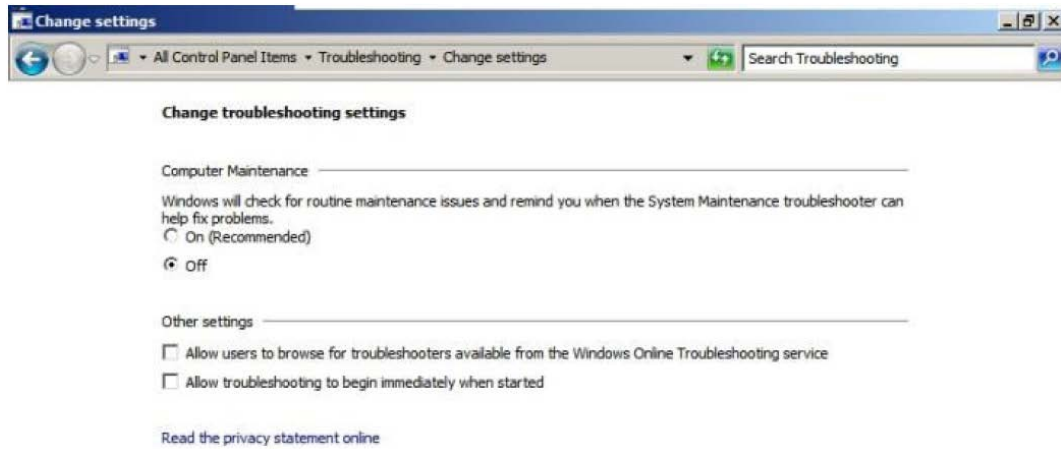 Change settings
All Control Panel Items Troubleshooting Change settings Search Troubleshooting
Change troubleshooting settings
Computer Maintenance
Windows will check for routine maintenance issues and remind you when the System Maintenance troubleshooter can
help fix problems.
On (Recommended)
Off
Other settings
Allow users to browse for troubleshooters available from the Windows Online Troubleshooting service
Allow troubleshooting to begin immediately when started
Read the privacy statement online